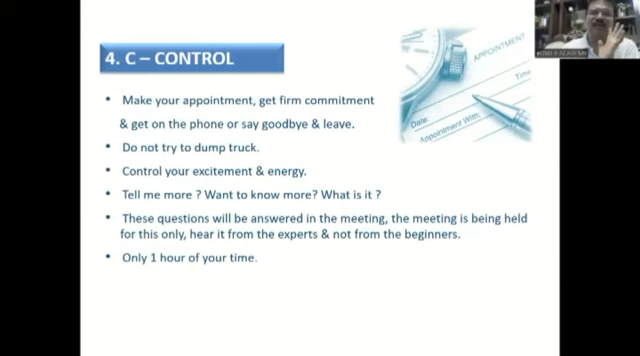 4. C – CONTROL
APPOINTMENT
Time
Date:
Appointment With:
Make your appointment, get firm commitment
& get on the phone or say goodbye & leave.
Do not try to dump truck.
Control your excitement & energy.
Tell me more ? Want to know more? What is it ?
These questions will be answered in the meeting, the meeting is being held
for this only, hear it from the experts & not from the beginners.
Only 1 hour of your time.